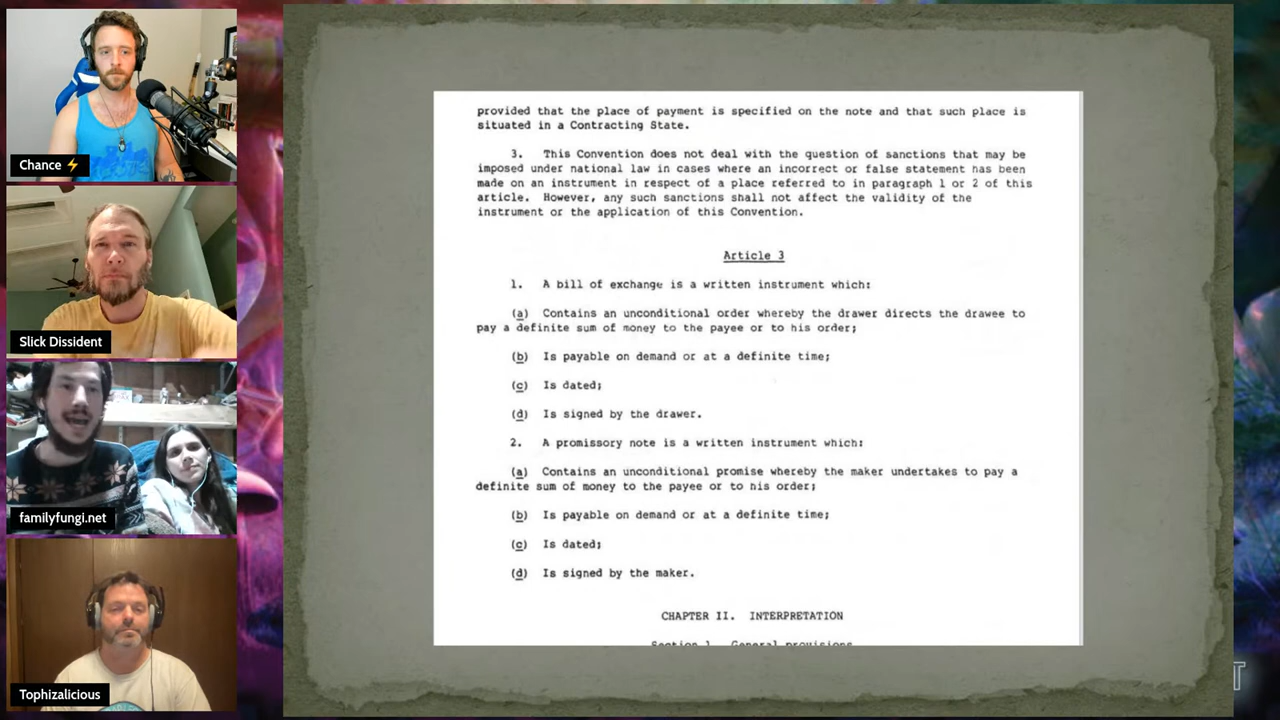 Chance ⚡
Slick Dissident
familyfungi.net
Tophizalicious
provided that the place of payment is specified on the note and that such place is
situated in a Contracting State.
3. This Convention does not deal with the question of sanctions that may be
imposed under national law in cases where an incorrect or false statement has been
made on an instrument in respect of a place referred to in paragraph 1 or 2 of this
article. However, any such sanctions shall not affect the validity of the
instrument or the application of this Convention.
Article 3
1. A bill of exchange is a written instrument which:
(a) Contains an unconditional order whereby the drawer directs the drawee to
pay a definite sum of money to the payee or to his order;
(b) Is payable on demand or at a definite time;
(c) Is dated;
(d) Is signed by the drawer.
2. A promissory note is a written instrument which:
(a) Contains an unconditional promise whereby the maker undertakes to pay a
definite sum of money to the payee or to his order;
(b) Is payable on demand or at a definite time;
(c) Is dated;
(d) Is signed by the maker.
CHAPTER II. INTERPRETATION
Section 1. General provisions
T